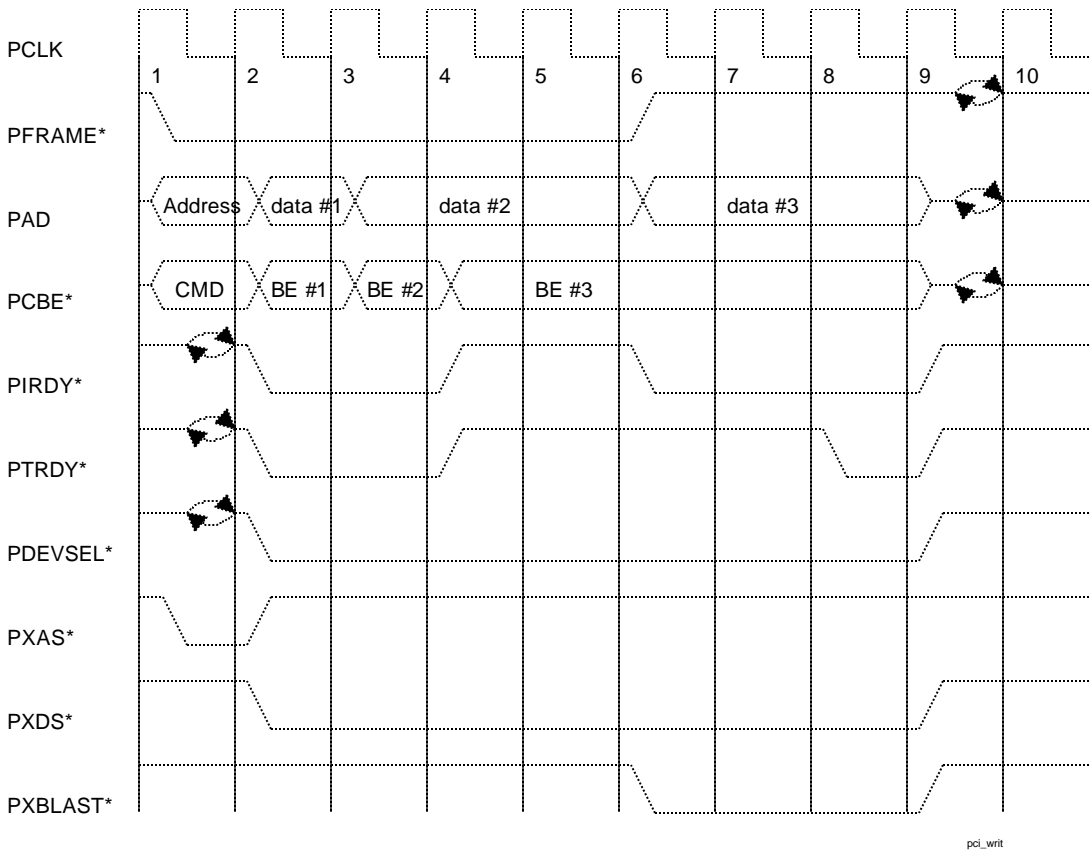 PCLK
1 2 3 4 5 6 7 8 9 10
PFRAME*
PAD Address data #1 data #2 data #3
PCBE* CMD BE #1 BE #2 BE #3
PIRDY*
PTRDY*
PDEVSEL*
PXAS*
PXDS*
PXBLAST*
pci_writ